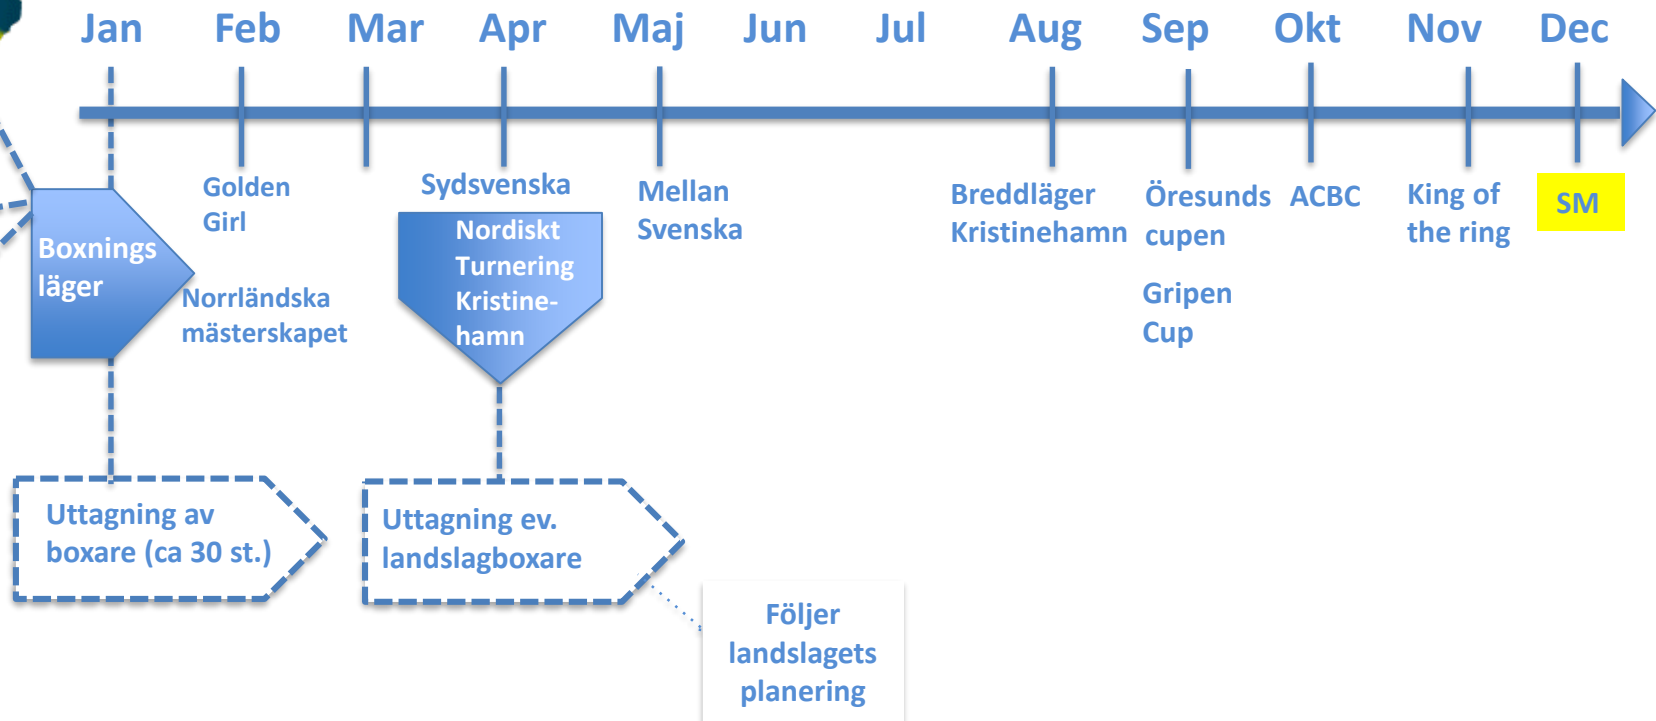 Jan Feb Mar Apr Maj Jun Jul Aug Sep Okt Nov Dec
Boxnings
läger
Golden
Girl
Norrländska
mästerskapet
Sydsvenska
Nordiskt
Turnering
Kristine-
hamn
Mellan
Svenska
Breddläger
Kristinehamn
Öresunds
cupen
Gripen
Cup
ACBC
King of
the ring
SM
Uttagning av
boxare (ca 30 st.)
Uttagning ev.
landslagboxare
Följer
landslagets
planering